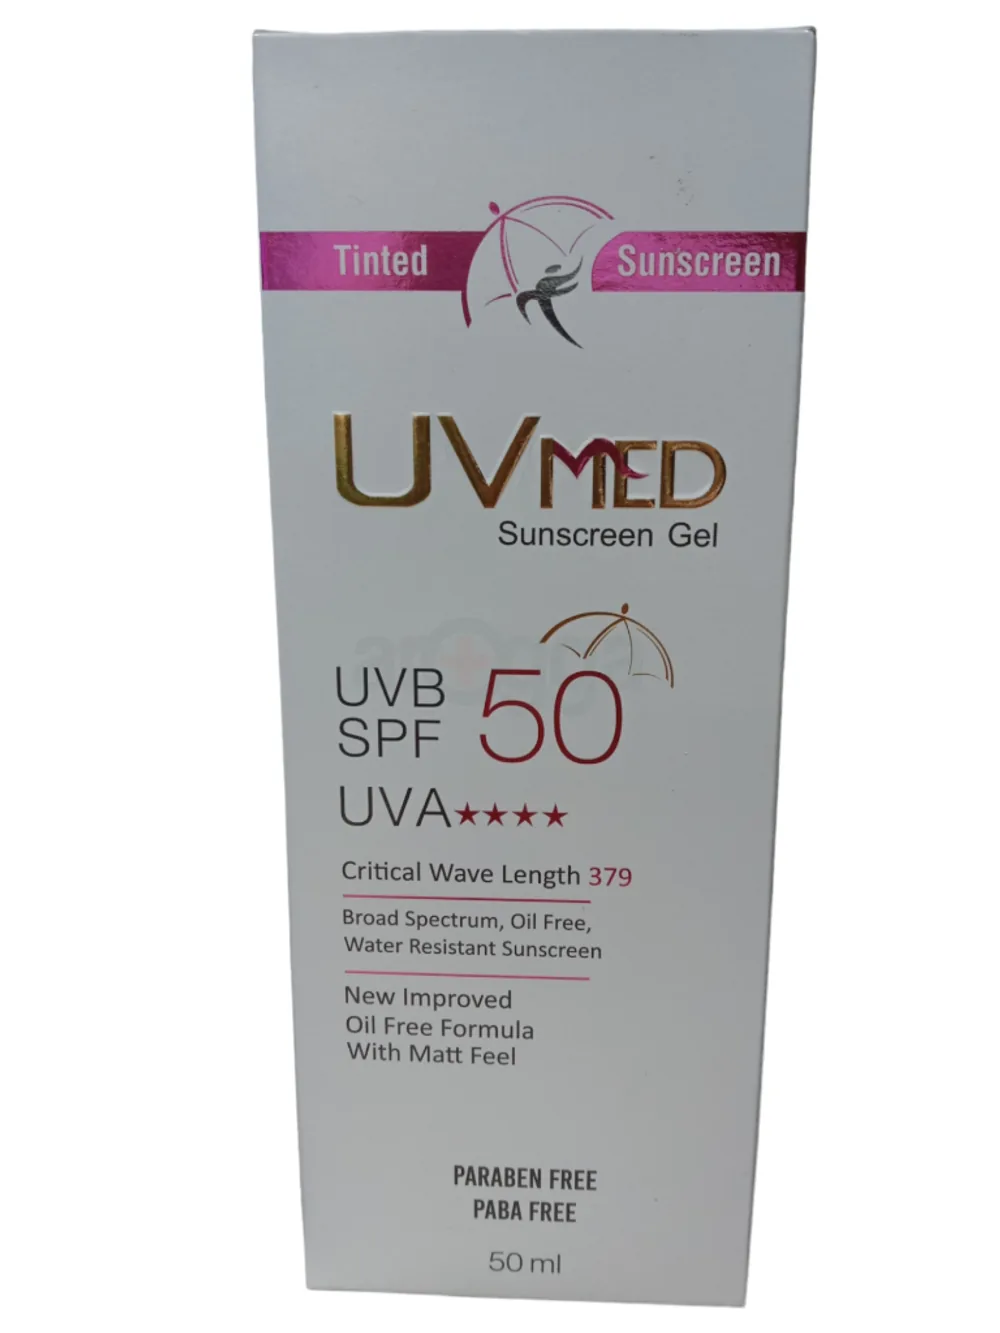 Tinted Sunscreen
UVMED
Sunscreen Gel
arogga
UVB
SPF 50
UVA★★★★
Critical Wave Length 379
Broad Spectrum, Oil Free,
Water Resistant Sunscreen
New Improved
Oil Free Formula
With Matt Feel
PARABEN FREE
PABA FREE
50 ml